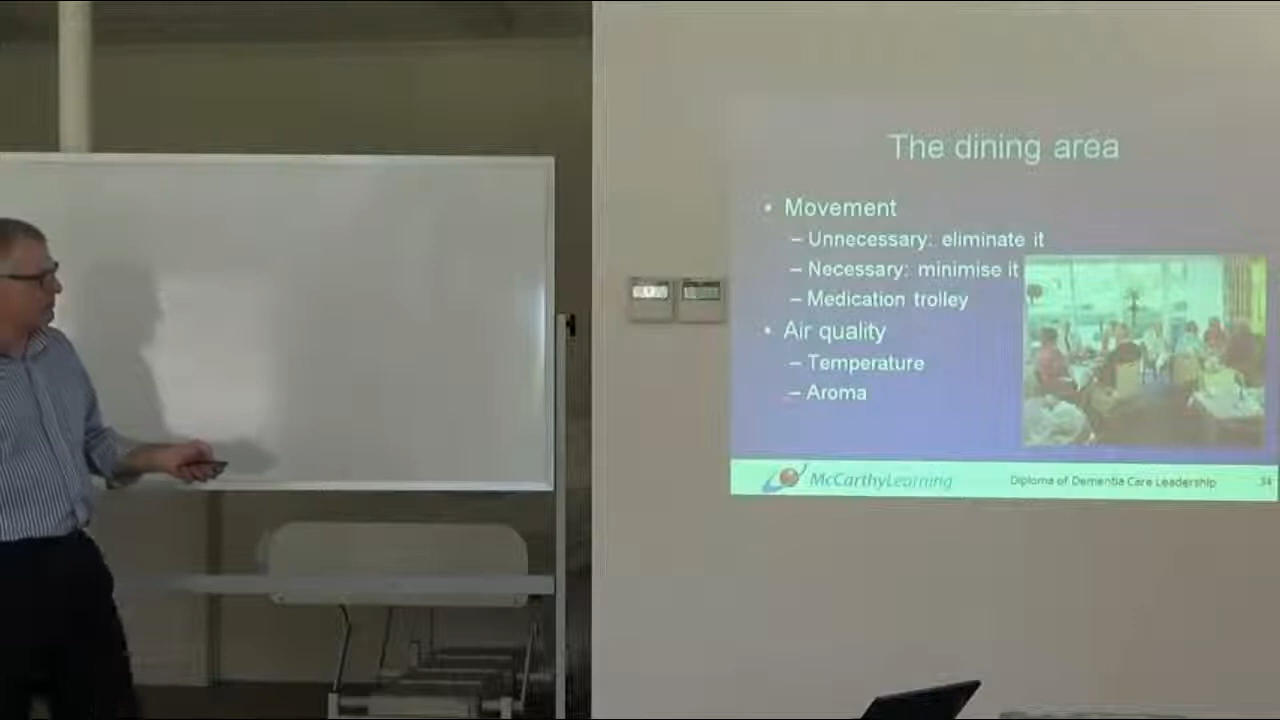 The dining area
• Movement
– Unnecessary: eliminate it
– Necessary: minimise it
– Medication trolley
• Air quality
– Temperature
– Aroma
McCarthyLearning
Diploma of Dementia Care Leadership
34